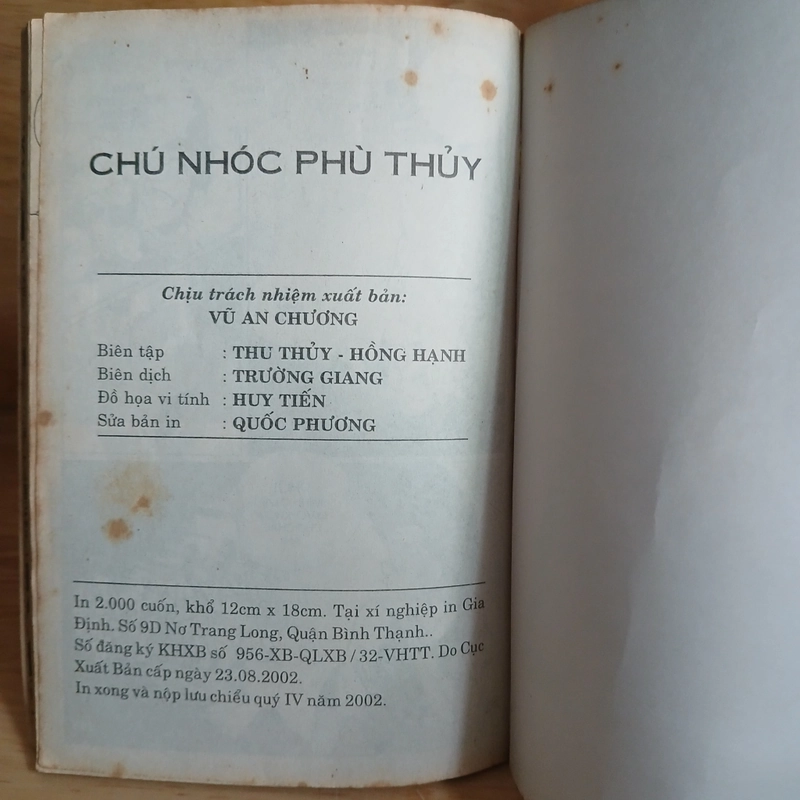 CHÚ NHÓC PHÙ THỦY
Chịu trách nhiệm xuất bản:
VŨ AN CHƯƠNG
Biên tập : THU THỦY - HỒNG HẠNH
Biên dịch : TRƯỜNG GIANG
Đồ họa vi tính : HUY TIẾN
Sửa bản in : QUỐC PHƯƠNG
In 2.000 cuốn, khổ 12cm x 18cm. Tại xí nghiệp in Gia
Định. Số 9D Nơ Trang Long, Quận Bình Thạnh..
Số đăng ký KHXB số 956-XB-QLXB / 32-VHTT. Do Cục
Xuất Bản cấp ngày 23.08.2002.
In xong và nộp lưu chiểu quý IV năm 2002.